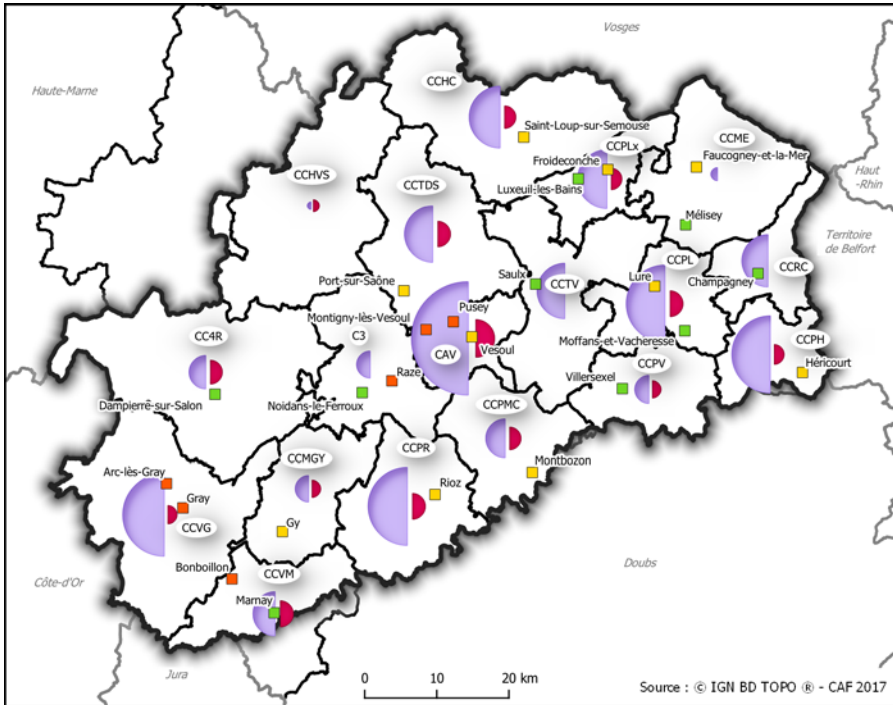 Vosges
Haute-Marne
CCHC
Saint-Loup-sur-Semouse
CCME
CCPLx
Froideconche
Faucogney-et-la-Mer
Haut
-Rhin
CCHVS
CCTDS
Luxeuil-les-Bains
Mélisey
Territoire
de Belfort
CCPL
CCRC
Saulx
Lure
Champagney
Port-sur-Saône
CCTV
Pusey
Montigny-lès-Vesoul
CC4R
C3
CAV
Vesoul
Moffans-et-Vacheresse
CCPH
Raze
Villersexel
CCPV
Héricourt
Dampierre-sur-Salon
Noidans-le-Ferroux
CCPMC
CCPR
CCMGY
Montbozon
Arc-lès-Gray
Rioz
Gray
CCVG
Gy
Doubs
Bonboillon
CCVM
Côte-d'Or
Marnay
Jura
0 10 20 km
Source : © IGN BD TOPO ® - CAF 2017